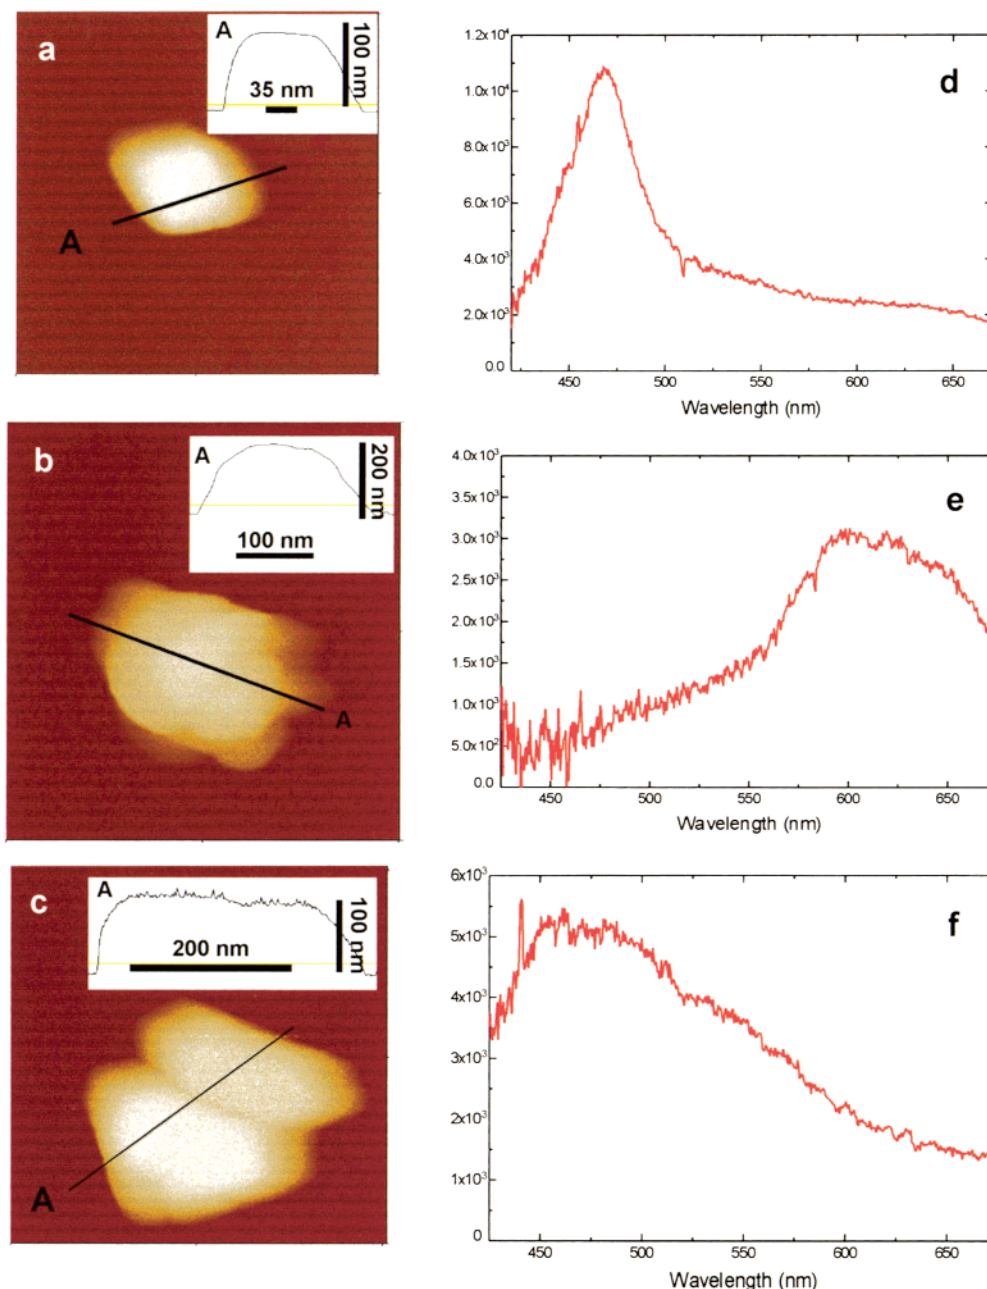 a
A
100 nm
35 nm
A
d
1.2x10⁴
1.0x10⁴
8.0x10³
6.0x10³
4.0x10³
2.0x10³
0.0
450 500 550 600 650
Wavelength (nm)
b
A
200 nm
100 nm
A
e
4.0x10³
3.5x10³
3.0x10³
2.5x10³
2.0x10³
1.5x10³
1.0x10³
5.0x10²
0.0
450 500 550 600 650
Wavelength (nm)
c
A
100 nm
200 nm
A
f
6x10³
5x10³
4x10³
3x10³
2x10³
1x10³
0
450 500 550 600 650
Wavelength (nm)